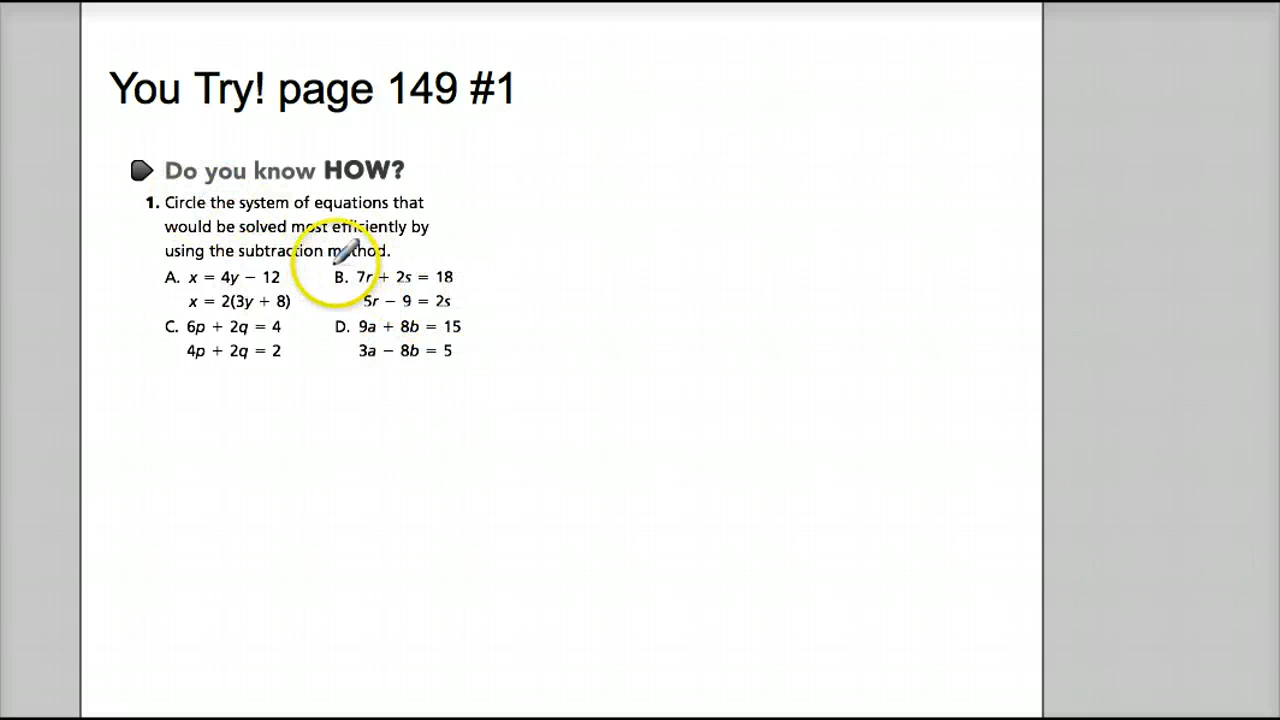 You Try! page 149 #1
Do you know HOW?
1. Circle the system of equations that
would be solved most efficiently by
using the subtraction method.
A. x = 4y − 12 B. 7r + 2s = 18
x = 2(3y + 8) 5r − 9 = 2s
C. 6p + 2q = 4 D. 9a + 8b = 15
4p + 2q = 2 3a − 8b = 5